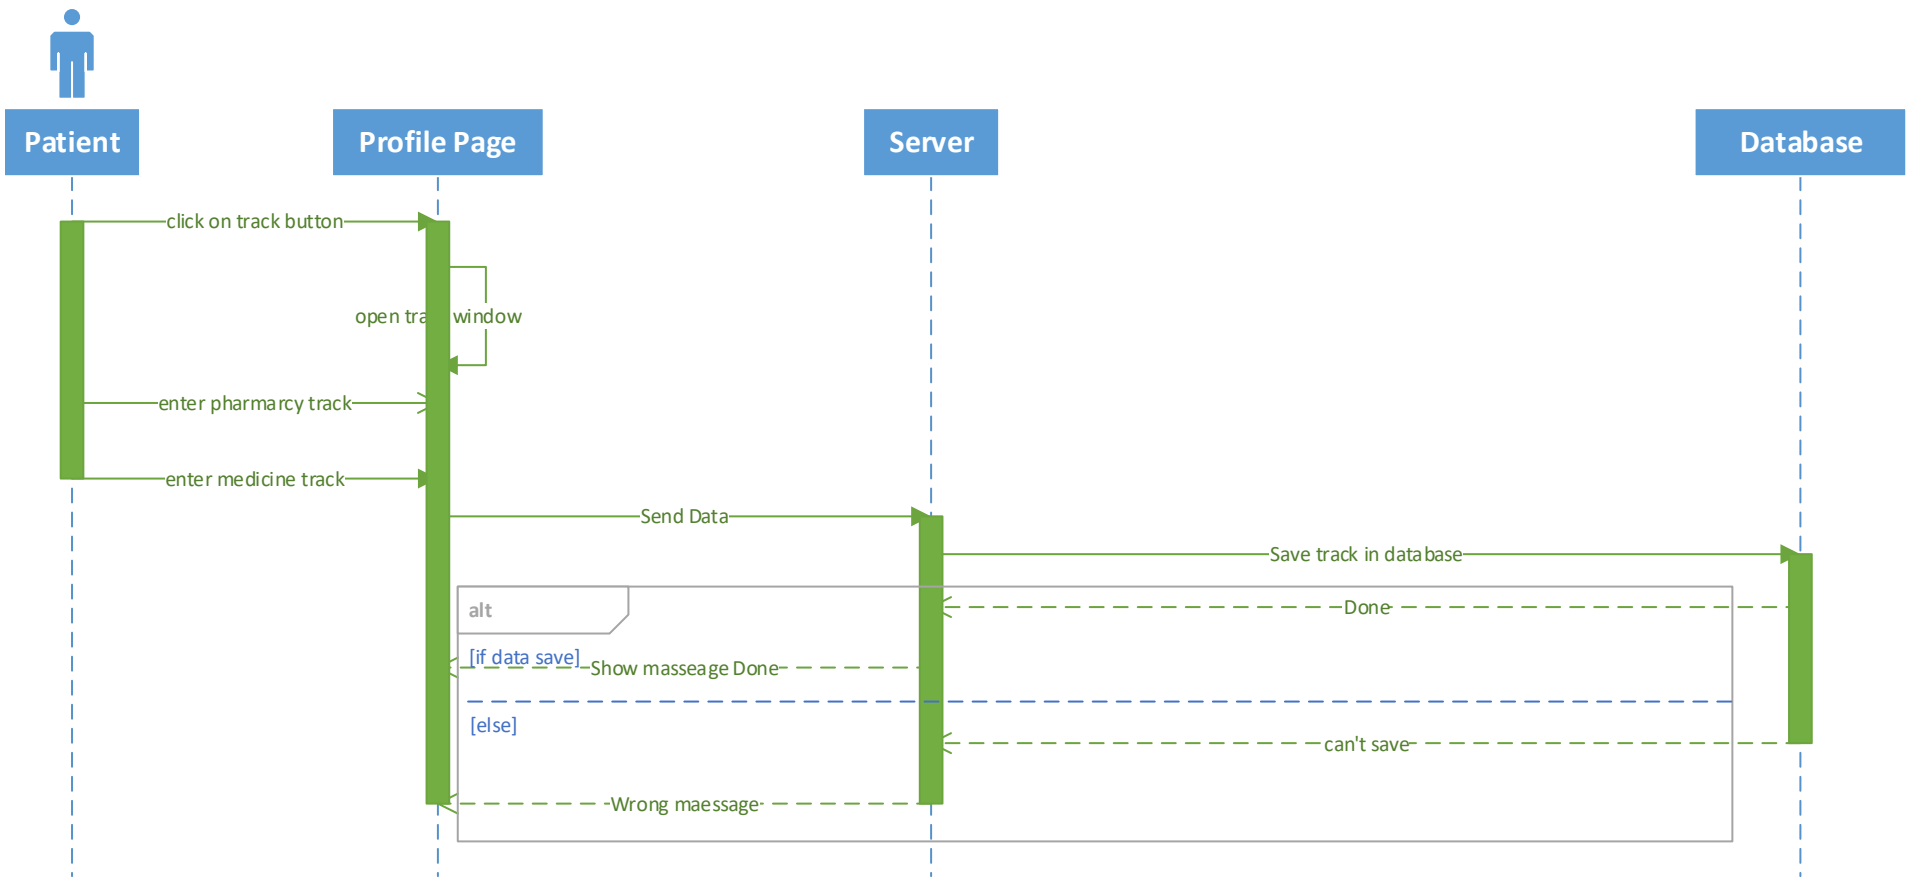 Patient
Profile Page
Server
Database
click on track button
open tra window
enter pharmarcy track
enter medicine track
Send Data
Save track in database
alt
Done
[if data save]
Show masseage Done
[else]
can't save
Wrong maessage